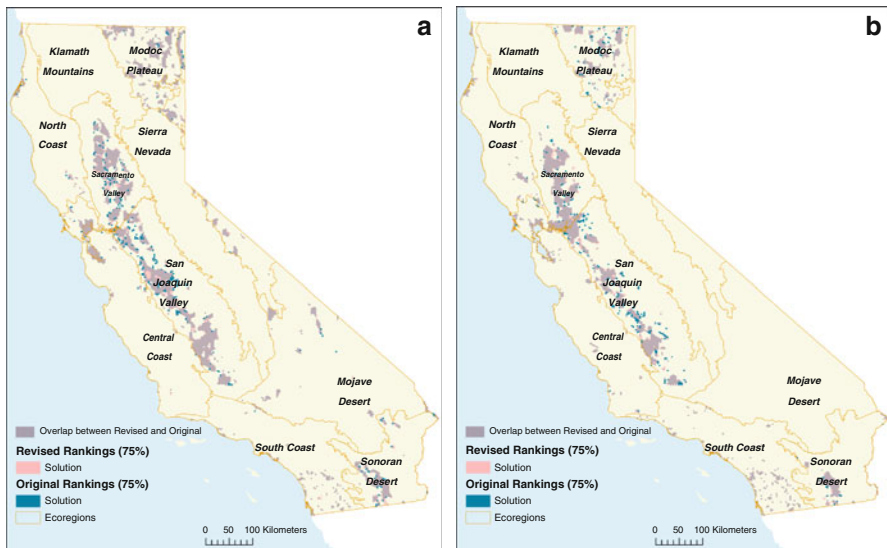 a
Klamath
Mountains
Modoc
Plateau
North
Coast
Sierra
Nevada
Sacramento
Valley
San
Joaquin
Valley
Central
Coast
Mojave
Desert
South Coast
Sonoran
Desert
Overlap between Revised and Original
Revised Rankings (75%)
Solution
Original Rankings (75%)
Solution
Ecoregions
0 50 100 Kilometers
b
Klamath
Mountains
Modoc
Plateau
North
Coast
Sierra
Nevada
Sacramento
Valley
San
Joaquin
Valley
Central
Coast
Mojave
Desert
South Coast
Sonoran
Desert
Overlap between Revised and Original
Revised Rankings (75%)
Solution
Original Rankings (75%)
Solution
Ecoregions
0 50 100 Kilometers